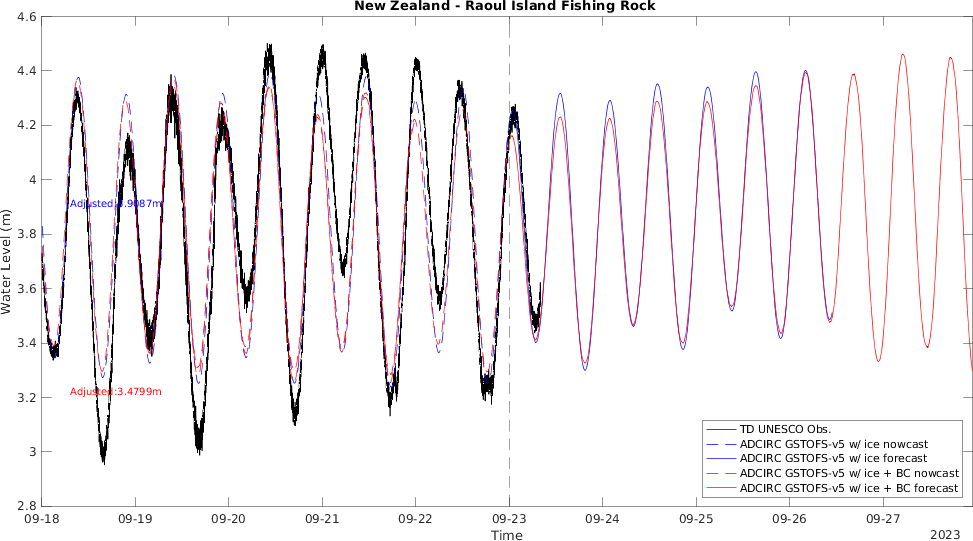 New Zealand - Raoul Island Fishing Rock
4.6
4.4
4.2
4
3.8
3.6
3.4
3.2
3
2.8
Water Level (m)
Adjusted:3.9087m
Adjusted:3.4799m
TD UNESCO Obs.
ADCIRC GSTOFS-v5 w/ ice nowcast
ADCIRC GSTOFS-v5 w/ ice forecast
ADCIRC GSTOFS-v5 w/ ice + BC nowcast
ADCIRC GSTOFS-v5 w/ ice + BC forecast
09-18 09-19 09-20 09-21 09-22 09-23 09-24 09-25 09-26 09-27
Time
2023